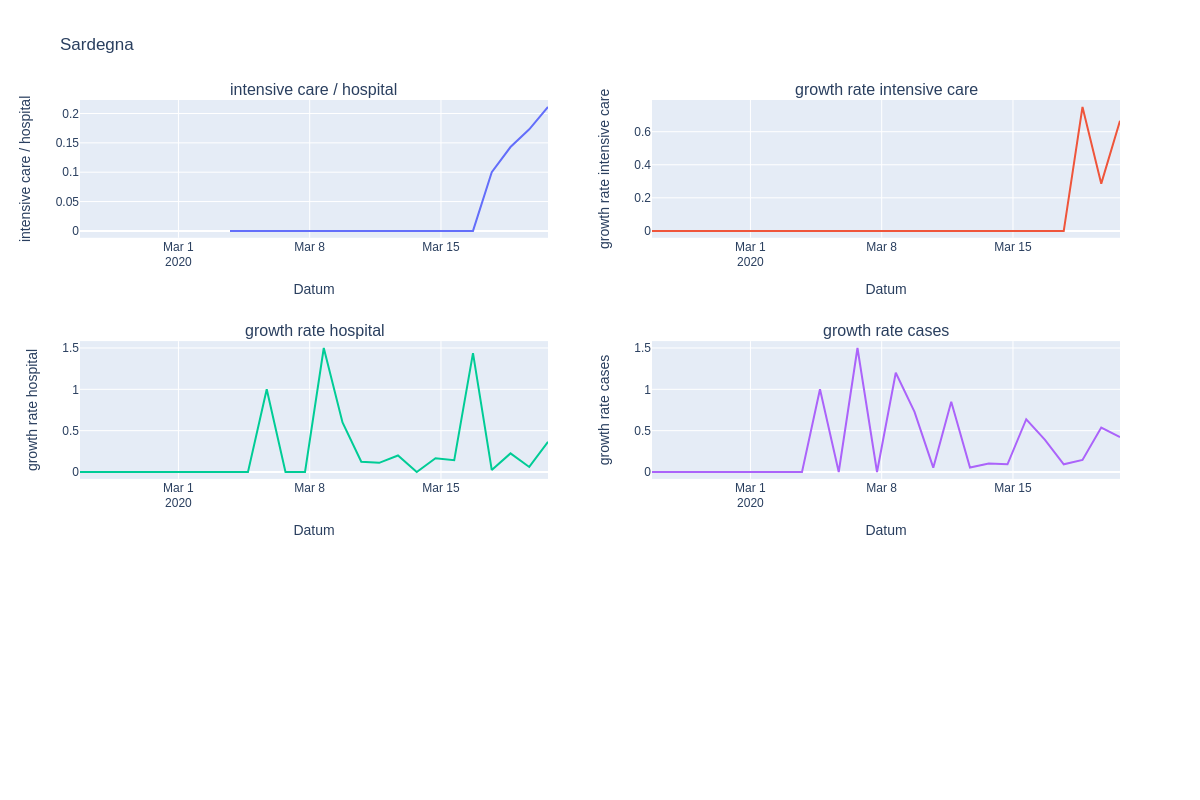 Sardegna
intensive care / hospital
intensive care / hospital
0.2
0.15
0.1
0.05
0
Mar 1
2020
Mar 8
Mar 15
Datum
growth rate intensive care
growth rate intensive care
0.6
0.4
0.2
0
Mar 1
2020
Mar 8
Mar 15
Datum
growth rate hospital
growth rate hospital
1.5
1
0.5
0
Mar 1
2020
Mar 8
Mar 15
Datum
growth rate cases
growth rate cases
1.5
1
0.5
0
Mar 1
2020
Mar 8
Mar 15
Datum